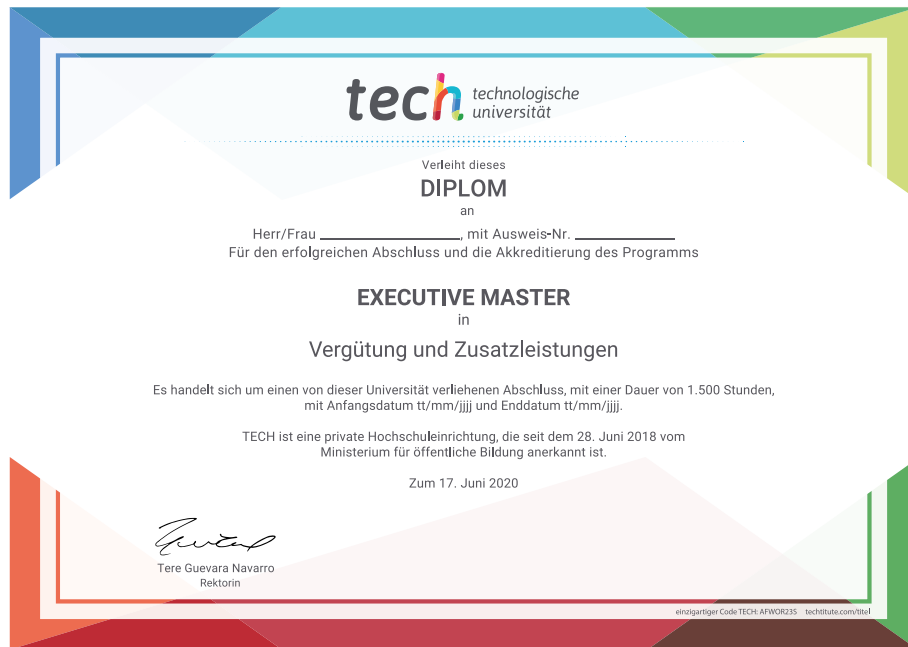 tech technologische
universität
Verleiht dieses
DIPLOM
an
Herr/Frau ____________________, mit Ausweis-Nr. ______________
Für den erfolgreichen Abschluss und die Akkreditierung des Programms
EXECUTIVE MASTER
in
Vergütung und Zusatzleistungen
Es handelt sich um einen von dieser Universität verliehenen Abschluss, mit einer Dauer von 1.500 Stunden,
mit Anfangsdatum tt/mm/jjjj und Enddatum tt/mm/jjjj.
TECH ist eine private Hochschuleinrichtung, die seit dem 28. Juni 2018 vom
Ministerium für öffentliche Bildung anerkannt ist.
Zum 17. Juni 2020
Tere Guevara Navarro
Rektorin
einzigartiger Code TECH: AFWOR235 techtitute.com/titel